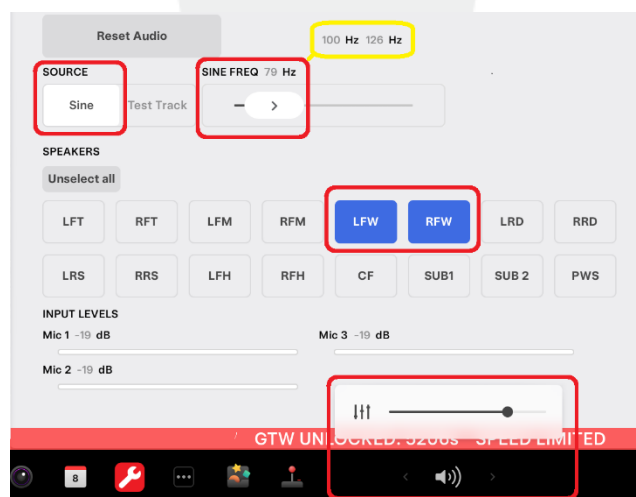 Reset Audio
100 Hz 126 Hz
SOURCE
SINE FREQ 79 Hz
Sine
Test Track
SPEAKERS
Unselect all
LFT RFT LFM RFM LFW RFW LRD RRD
LRS RRS LFH RFH CF SUB1 SUB 2 PWS
INPUT LEVELS
Mic 1 -19 dB
Mic 3 -19 dB
Mic 2 -19 dB
GTW UNLOCKED: SPEED LIMITED
8